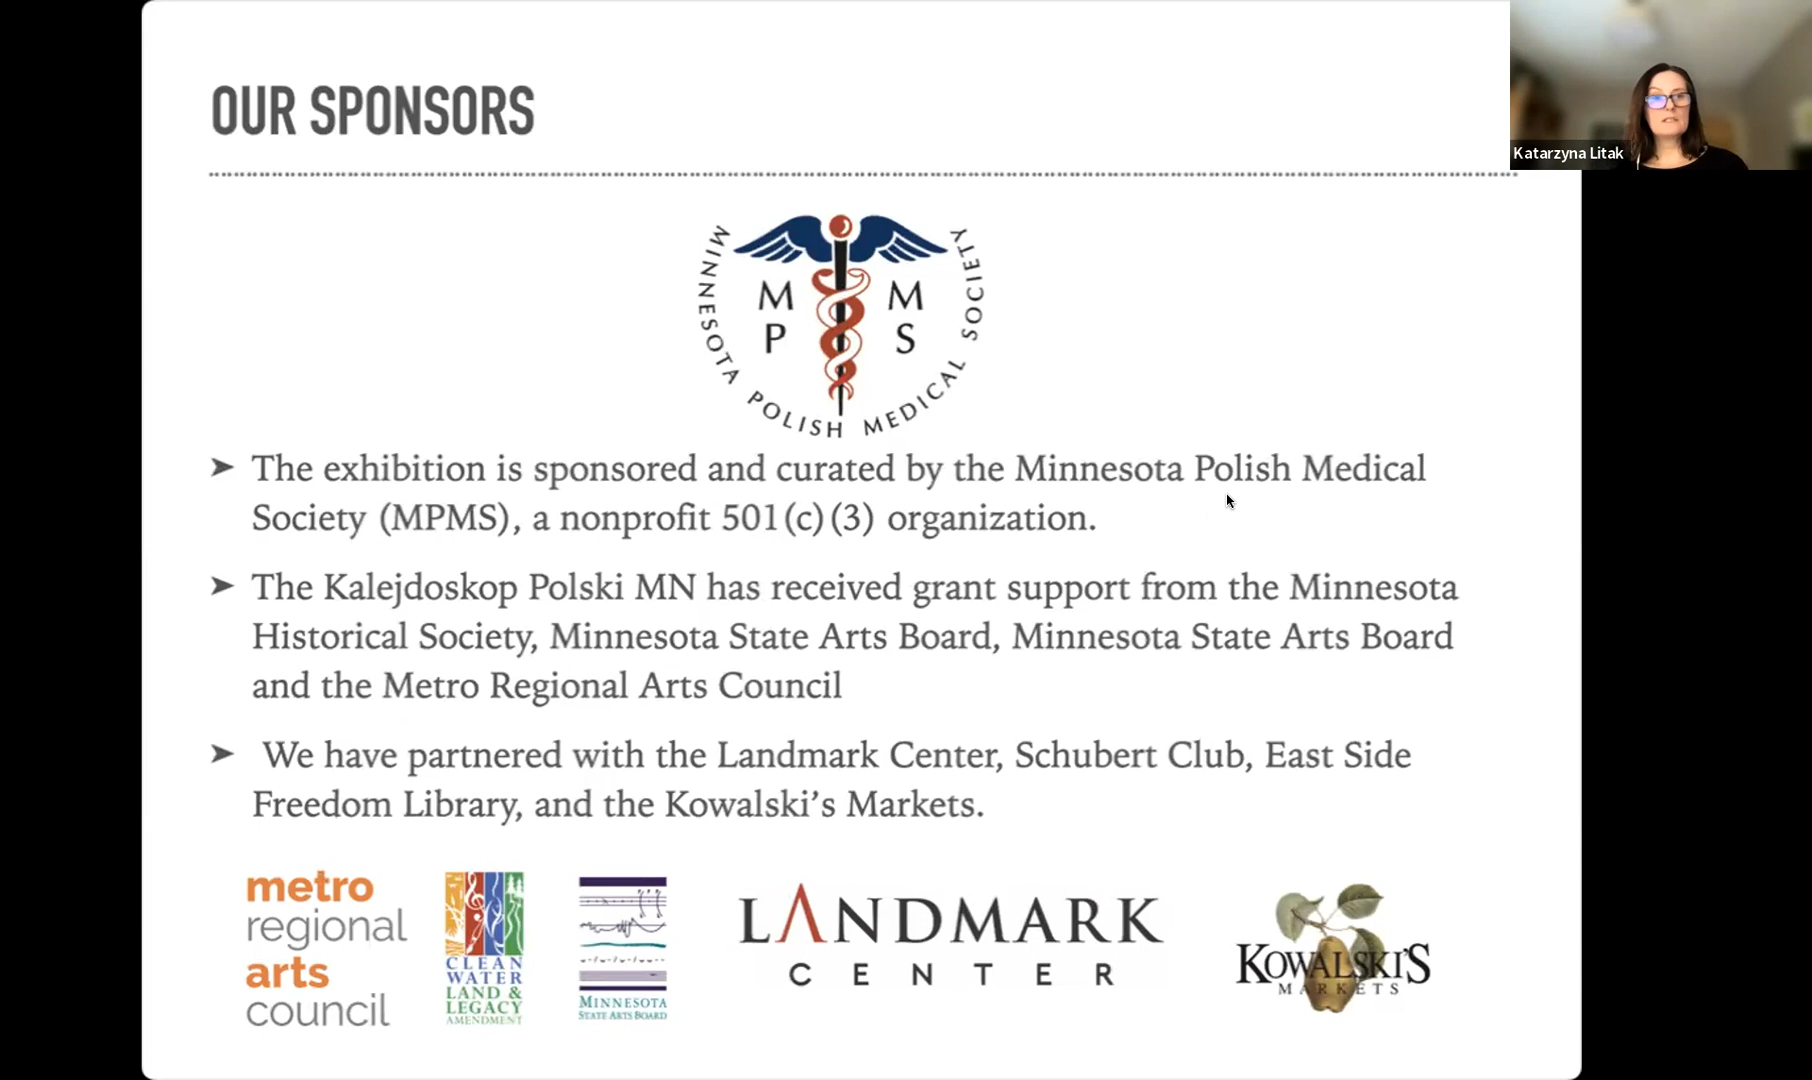 OUR SPONSORS
Katarzyna Litak
MINNESOTA POLISH MEDICAL SOCIETY
M M
P S
➤ The exhibition is sponsored and curated by the Minnesota Polish Medical
Society (MPMS), a nonprofit 501(c)(3) organization.
➤ The Kalejdoskop Polski MN has received grant support from the Minnesota
Historical Society, Minnesota State Arts Board, Minnesota State Arts Board
and the Metro Regional Arts Council
➤ We have partnered with the Landmark Center, Schubert Club, East Side
Freedom Library, and the Kowalski’s Markets.
metro
regional
arts
council
CLEAN
WATER
LAND &
LEGACY
AMENDMENT
MINNESOTA
STATE ARTS BOARD
LANDMARK
CENTER
KOWALSKI'S
MARKETS